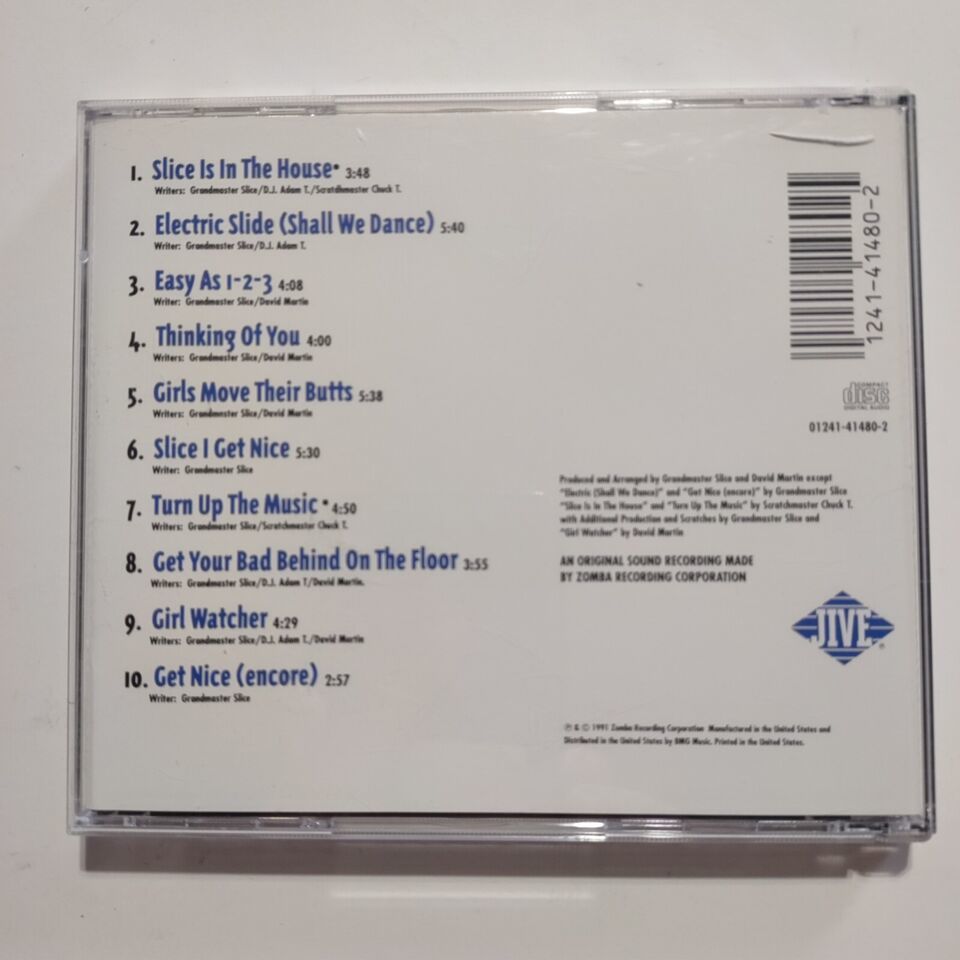 1. Slice Is In The House* 3:48
Writers: Grandmaster Slice/D.J. Adam T./Scratchmaster Chuck T.
2. Electric Slide (Shall We Dance) 5:40
Writer: Grandmaster Slice/D.J. Adam T.
3. Easy As 1-2-3 4:08
Writer: Grandmaster Slice/David Martin
4. Thinking Of You 4:00
Writers: Grandmaster Slice/David Martin
5. Girls Move Their Butts 5:38
Writers: Grandmaster Slice/David Martin
6. Slice I Get Nice 5:30
Writer: Grandmaster Slice
7. Turn Up The Music * 4:50
Writers: Grandmaster Slice/Scratchmaster Chuck T.
8. Get Your Bad Behind On The Floor 3:55
Writers: Grandmaster Slice/D.J. Adam T/David Martin.
9. Girl Watcher 4:29
Writers: Grandmaster Slice/D.J. Adam T./David Martin
10. Get Nice (encore) 2:57
Writer: Grandmaster Slice
1241-41480-2
COMPACT
disc
DIGITAL AUDIO
01241-41480-2
Produced and Arranged by Grandmaster Slice and David Martin except
"Electric (Shall We Dance)" and "Get Nice (encore)" by Grandmaster Slice
"Slice Is In The House" and "Turn Up The Music" by Scratchmaster Chuck T.
with Additional Production and Scratches by Grandmaster Slice and
"Girl Watcher" by David Martin
AN ORIGINAL SOUND RECORDING MADE
BY ZOMBA RECORDING CORPORATION
JIVE®
℗ & © 1991 Zomba Recording Corporation Manufactured in the United States and
Distributed in the United States by BMG Music. Printed in the United States.